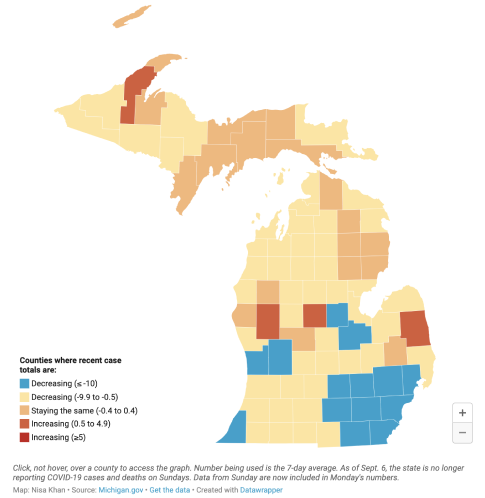 Counties where recent case
totals are:
Decreasing (≤ -10)
Decreasing (-9.9 to -0.5)
Staying the same (-0.4 to 0.4)
Increasing (0.5 to 4.9)
Increasing (≥5)
+
−
Click, not hover, over a county to access the graph. Number being used is the 7-day average. As of Sept. 6, the state is no longer
reporting COVID-19 cases and deaths on Sundays. Data from Sunday are now included in Monday's numbers.
Map: Nisa Khan • Source: Michigan.gov • Get the data • Created with Datawrapper